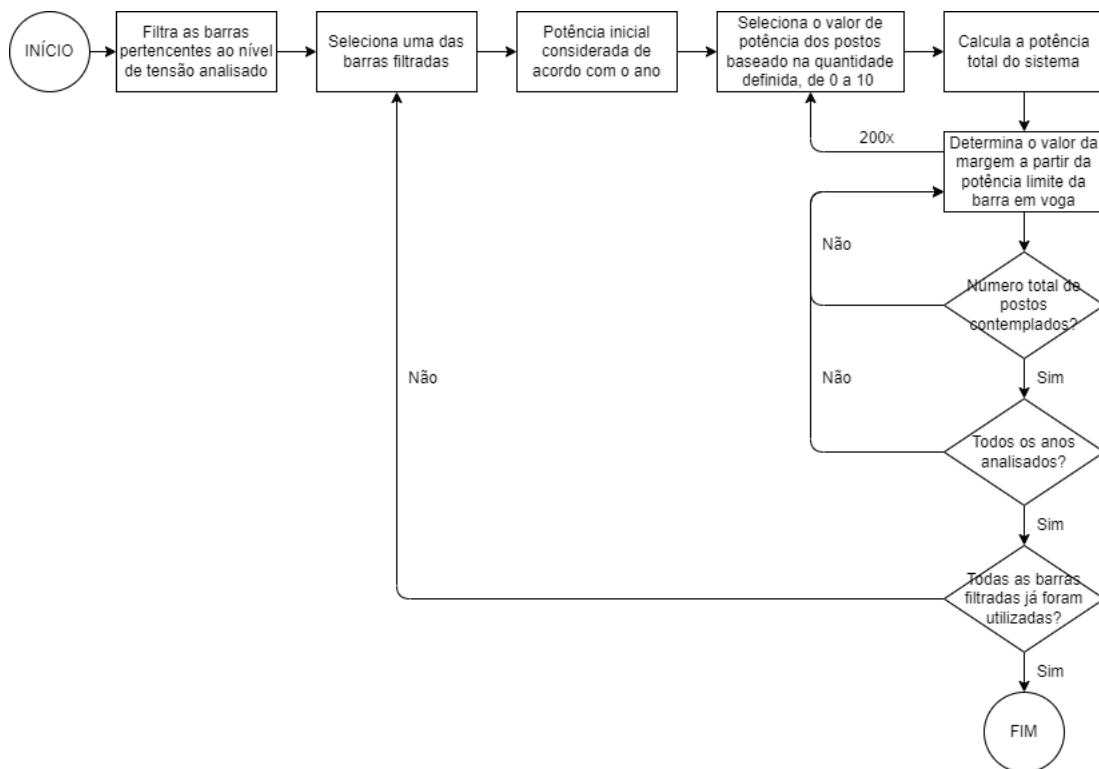 INÍCIO
Filtra as barras
pertencentes ao nível
de tensão analisado
Seleciona uma das
barras filtradas
Potência inicial
considerada de
acordo com o ano
Seleciona o valor de
potência dos postos
baseado na quantidade
definida, de 0 a 10
Calcula a potência
total do sistema
200x
Determina o valor da
margem a partir da
potência limite da
barra em voga
Não
Número total de
postos
contemplados?
Sim
Não
Não
Todos os anos
analisados?
Sim
Todas as barras
filtradas já foram
utilizadas?
Sim
FIM